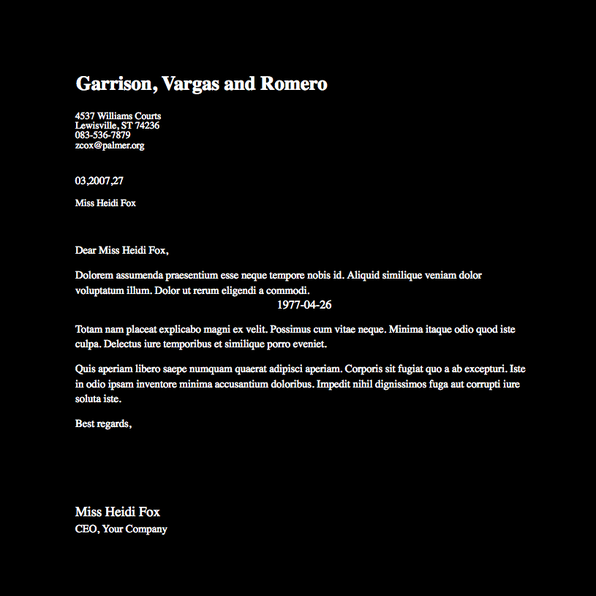 Garrison, Vargas and Romero
4537 Williams Courts
Lewisville, ST 74236
083-536-7879
zcox@palmer.org
03,2007,27
Miss Heidi Fox
Dear Miss Heidi Fox,
Dolorem assumenda praesentium esse neque tempore nobis id. Aliquid similique veniam dolor
voluptatum illum. Dolor ut rerum eligendi a commodi.
1977-04-26
Totam nam placeat explicabo magni ex velit. Possimus cum vitae neque. Minima itaque odio quod iste
culpa. Delectus iure temporibus et similique porro eveniet.
Quis aperiam libero saepe numquam quaerat adipisci aperiam. Corporis sit fugiat quo a ab excepturi. Iste
in odio ipsam inventore minima accusantium doloribus. Impedit nihil dignissimos fuga aut corrupti iure
soluta iste.
Best regards,
Miss Heidi Fox
CEO, Your Company